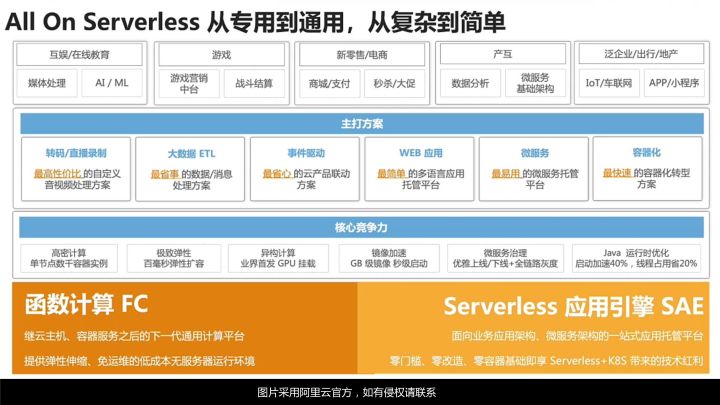 All On Serverless 从专用到通用，从复杂到简单
互娱/在线教育
游戏
新零售/电商
产互
泛企业/出行/地产
媒体处理
AI / ML
游戏营销
中台
战斗结算
商城/支付
秒杀/大促
数据分析
微服务
基础架构
IoT/车联网
APP/小程序
主打方案
转码/直播录制
最高性价比 的自定义
音视频处理方案
大数据 ETL
最省事 的数据/消息
处理方案
事件驱动
最省心 的云产品联动
方案
WEB 应用
最简单 的多语言应用
托管平台
微服务
最易用 的微服务托管
平台
容器化
最快速 的容器化转型
方案
核心竞争力
高密计算
单节点数千容器实例
极致弹性
百毫秒弹性扩容
异构计算
业界首发 GPU 挂载
镜像加速
GB 级镜像 秒级启动
微服务治理
优雅上线/下线+全链路灰度
Java 运行时优化
启动加速40%，线程占用省20%
函数计算 FC
继云主机、容器服务之后的下一代通用计算平台
提供弹性伸缩、免运维的低成本无服务器运行环境
Serverless 应用引擎 SAE
面向业务应用架构、微服务架构的一站式应用托管平台
零门槛、零改造、零容器基础即享 Serverless+K8S 带来的技术红利
图片采用阿里云官方，如有侵权请联系